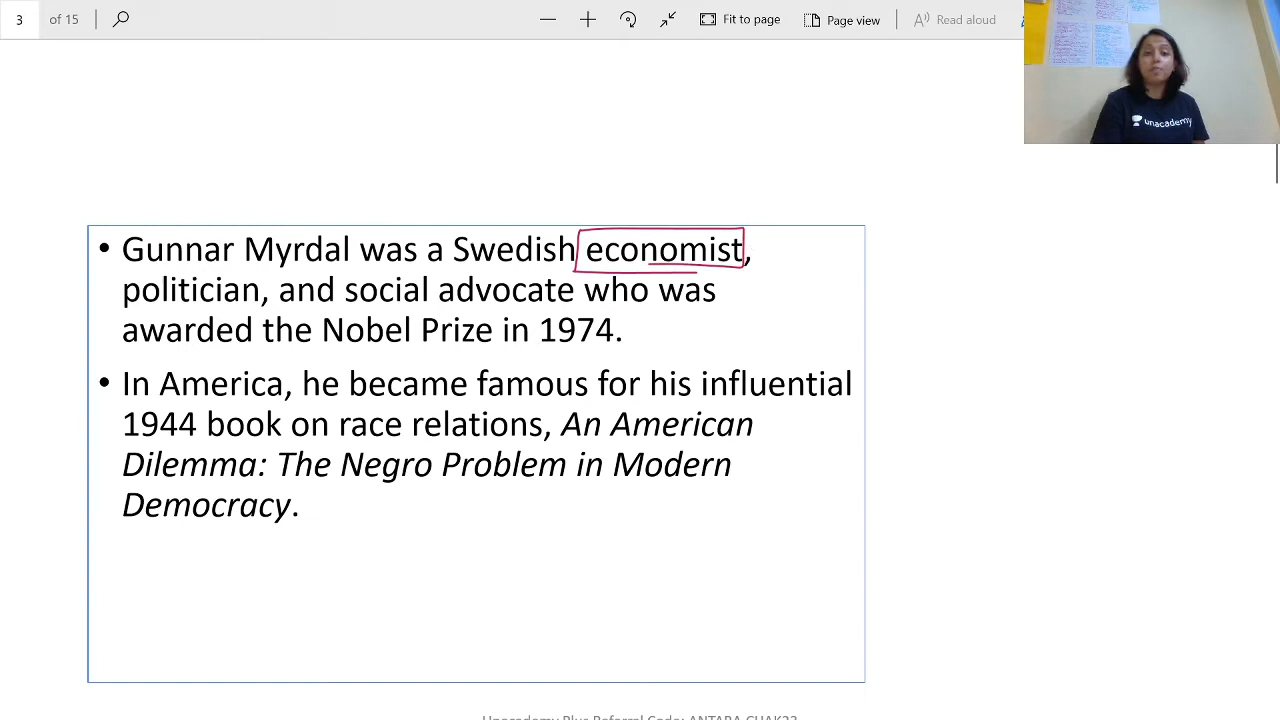 3 of 15 Fit to page Page view Read aloud
unacademy
• Gunnar Myrdal was a Swedish economist,
politician, and social advocate who was
awarded the Nobel Prize in 1974.
• In America, he became famous for his influential
1944 book on race relations, An American
Dilemma: The Negro Problem in Modern
Democracy.
Unacademy Plus Referral Code: ANTARA CHAK23